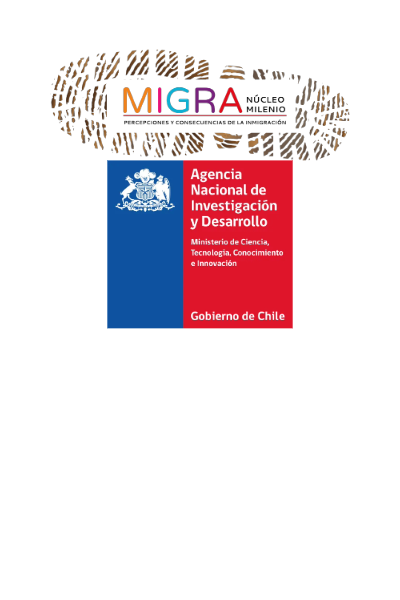 MIGRA NÚCLEO
MILENIO
PERCEPCIONES Y CONSECUENCIAS DE LA INMIGRACIÓN
Agencia
Nacional de
Investigación
y Desarrollo
Ministerio de Ciencia,
Tecnología, Conocimiento
e Innovación
Gobierno de Chile